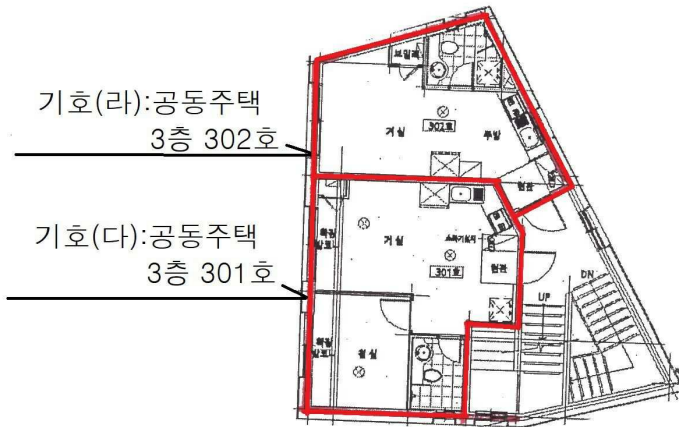 기호(라):공동주택
3층 302호
기호(다):공동주택
3층 301호
보일러
거실
302호
주방
현관
확장
발코니
거실
301호
현관
DN
UP
확장
발코니
침실